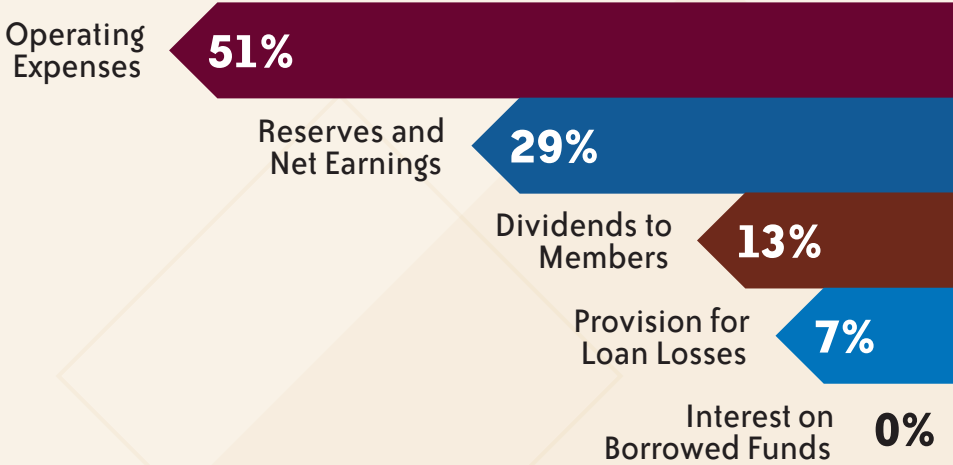 Operating
Expenses
51%
Reserves and
Net Earnings
29%
Dividends to
Members
13%
Provision for
Loan Losses
7%
Interest on
Borrowed Funds
0%